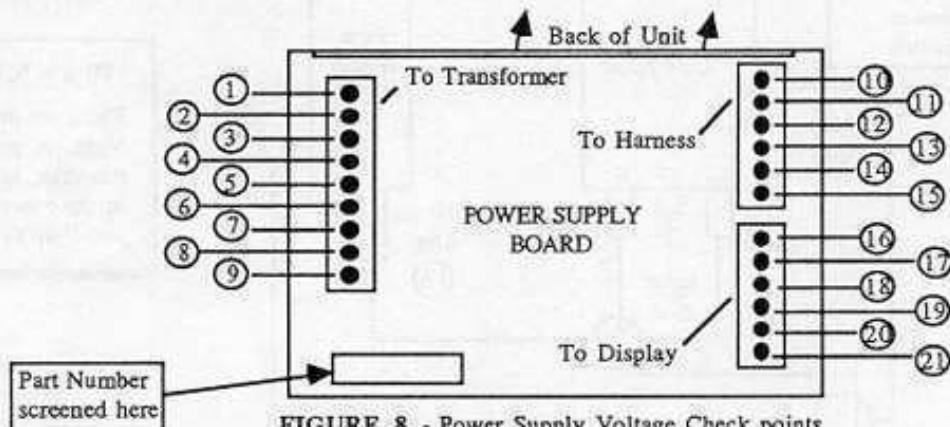 Back of Unit
To Transformer
1
2
3
4
5
6
7
8
9
10
11
12
13
14
15
To Harness
POWER SUPPLY
BOARD
16
17
18
19
20
21
To Display
Part Number
screened here
FIGURE 8 - Power Supply Voltage Check points